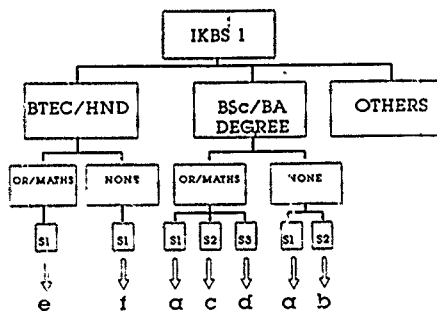 IKBS 1
BTEC/HND
BSc/BA
DEGREE
OTHERS
OR/MATHS
NONE
OR/MATHS
NONE
S1
S1
S1
S2
S3
S1
S2
e
f
a
c
d
a
b